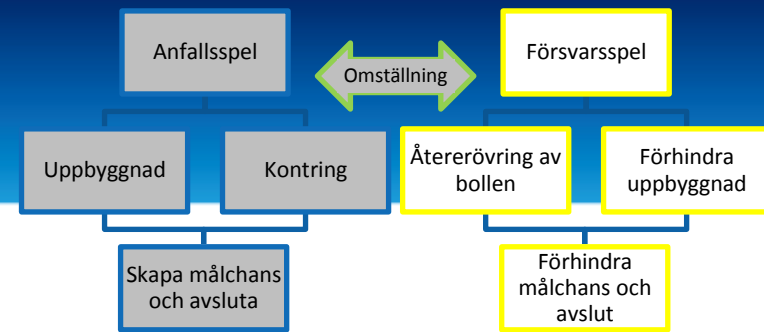 Anfallsspel
Omställning
Försvarsspel
Uppbyggnad
Kontring
Återerövring av
bollen
Förhindra
uppbyggnad
Skapa målchans
och avsluta
Förhindra
målchans och
avslut